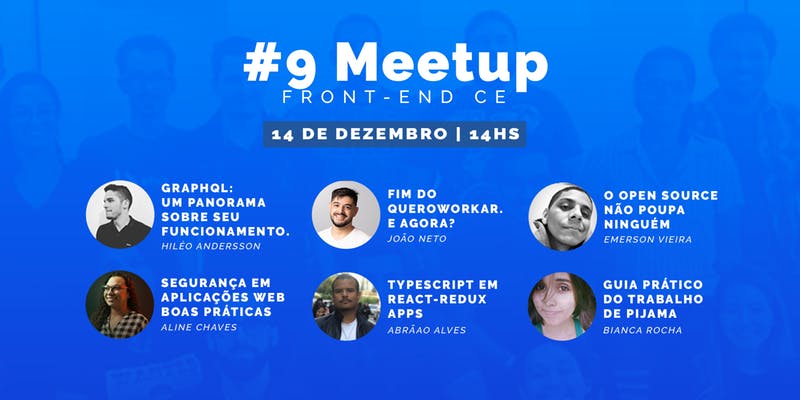 #9 Meetup
FRONT-END CE
14 DE DEZEMBRO | 14HS
GRAPHQL:
UM PANORAMA
SOBRE SEU
FUNCIONAMENTO.
HILÉO ANDERSSON
FIM DO
QUEROWORKAR.
E AGORA?
JOÃO NETO
O OPEN SOURCE
NÃO POUPA
NINGUÉM
EMERSON VIEIRA
SEGURANÇA EM
APLICAÇÕES WEB
BOAS PRÁTICAS
ALINE CHAVES
TYPESCRIPT EM
REACT-REDUX
APPS
ABRÃAO ALVES
GUIA PRÁTICO
DO TRABALHO
DE PIJAMA
BIANCA ROCHA